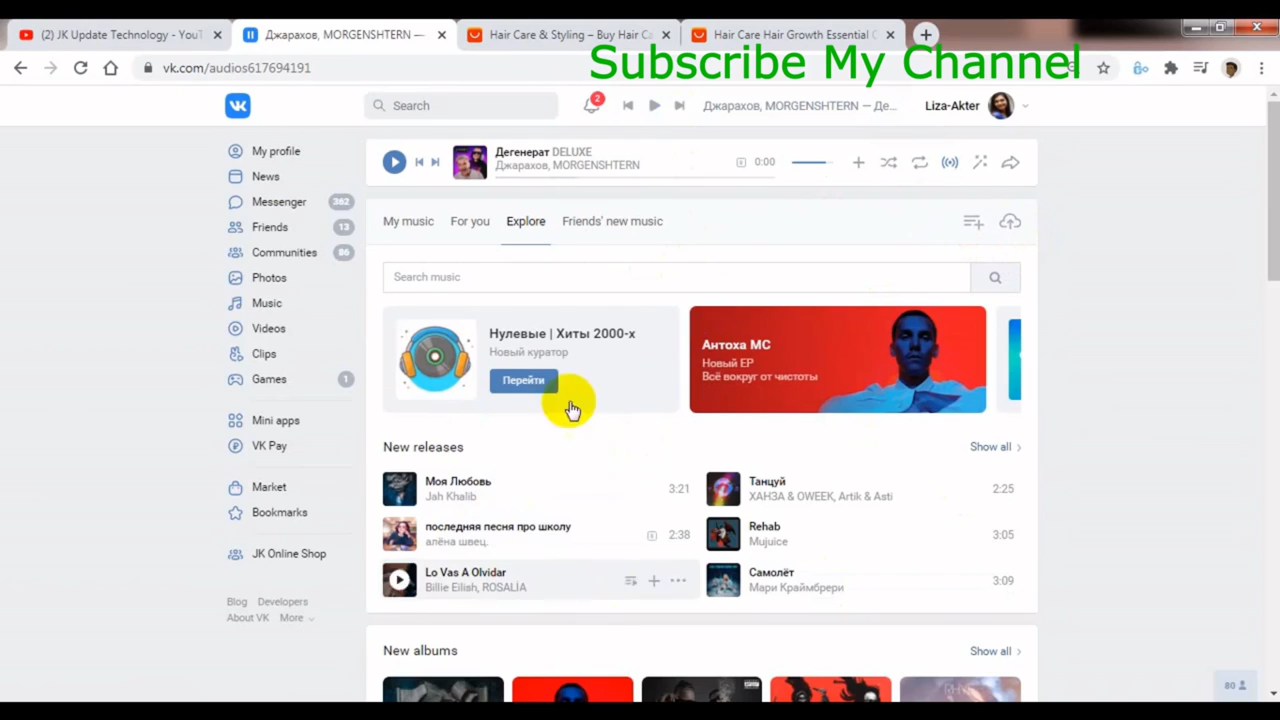 (2) JK Update Technology - YouT
Джарахов, MORGENSHTERN —
Hair Care & Styling – Buy Hair Ca
Hair Care Hair Growth Essential O
Subscribe My Channel
vk.com/audios617694191
Search
2
Джарахов, MORGENSHTERN — Де...
Liza-Akter
My profile
News
Messenger 362
Friends 13
Communities 86
Photos
Music
Videos
Clips
Games 1
Mini apps
VK Pay
Market
Bookmarks
JK Online Shop
Blog Developers
About VK More
Дегенерат DELUXE
Джарахов, MORGENSHTERN
0:00
My music For you Explore Friends' new music
Search music
Нулевые | Хиты 2000-х
Новый куратор
Перейти
Антоха МС
Новый EP
Всё вокруг от чистоты
New releases Show all
Моя Любовь
Jah Khalib
3:21
Танцуй
ХАНЗА & OWEEK, Artik & Asti
2:25
последняя песня про школу
алёна швец.
2:38
Rehab
Mujuice
3:05
Lo Vas A Olvidar
Billie Eilish, ROSALÍA
Самолёт
Мари Краймбрери
3:09
New albums Show all
80